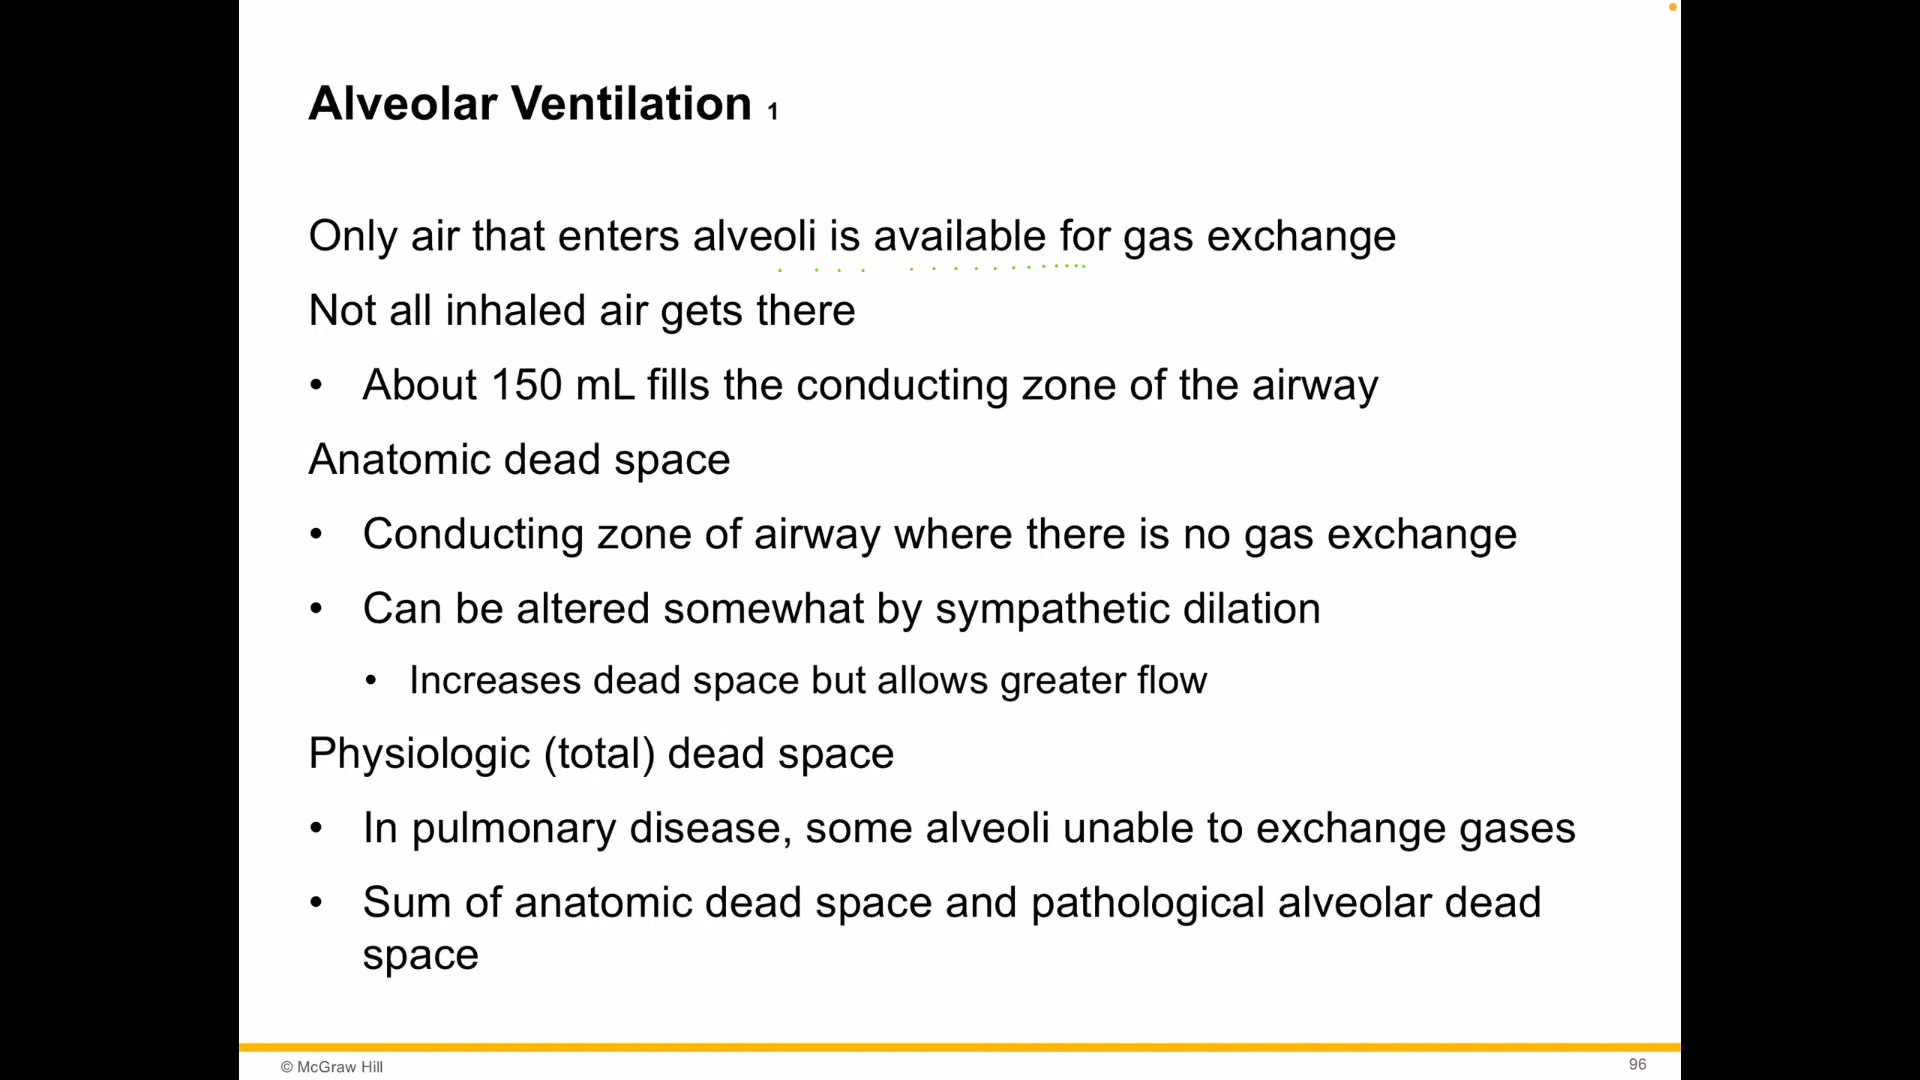 Alveolar Ventilation 1
Only air that enters alveoli is available for gas exchange
Not all inhaled air gets there
• About 150 mL fills the conducting zone of the airway
Anatomic dead space
• Conducting zone of airway where there is no gas exchange
• Can be altered somewhat by sympathetic dilation
• Increases dead space but allows greater flow
Physiologic (total) dead space
• In pulmonary disease, some alveoli unable to exchange gases
• Sum of anatomic dead space and pathological alveolar dead
space
© McGraw Hill
96